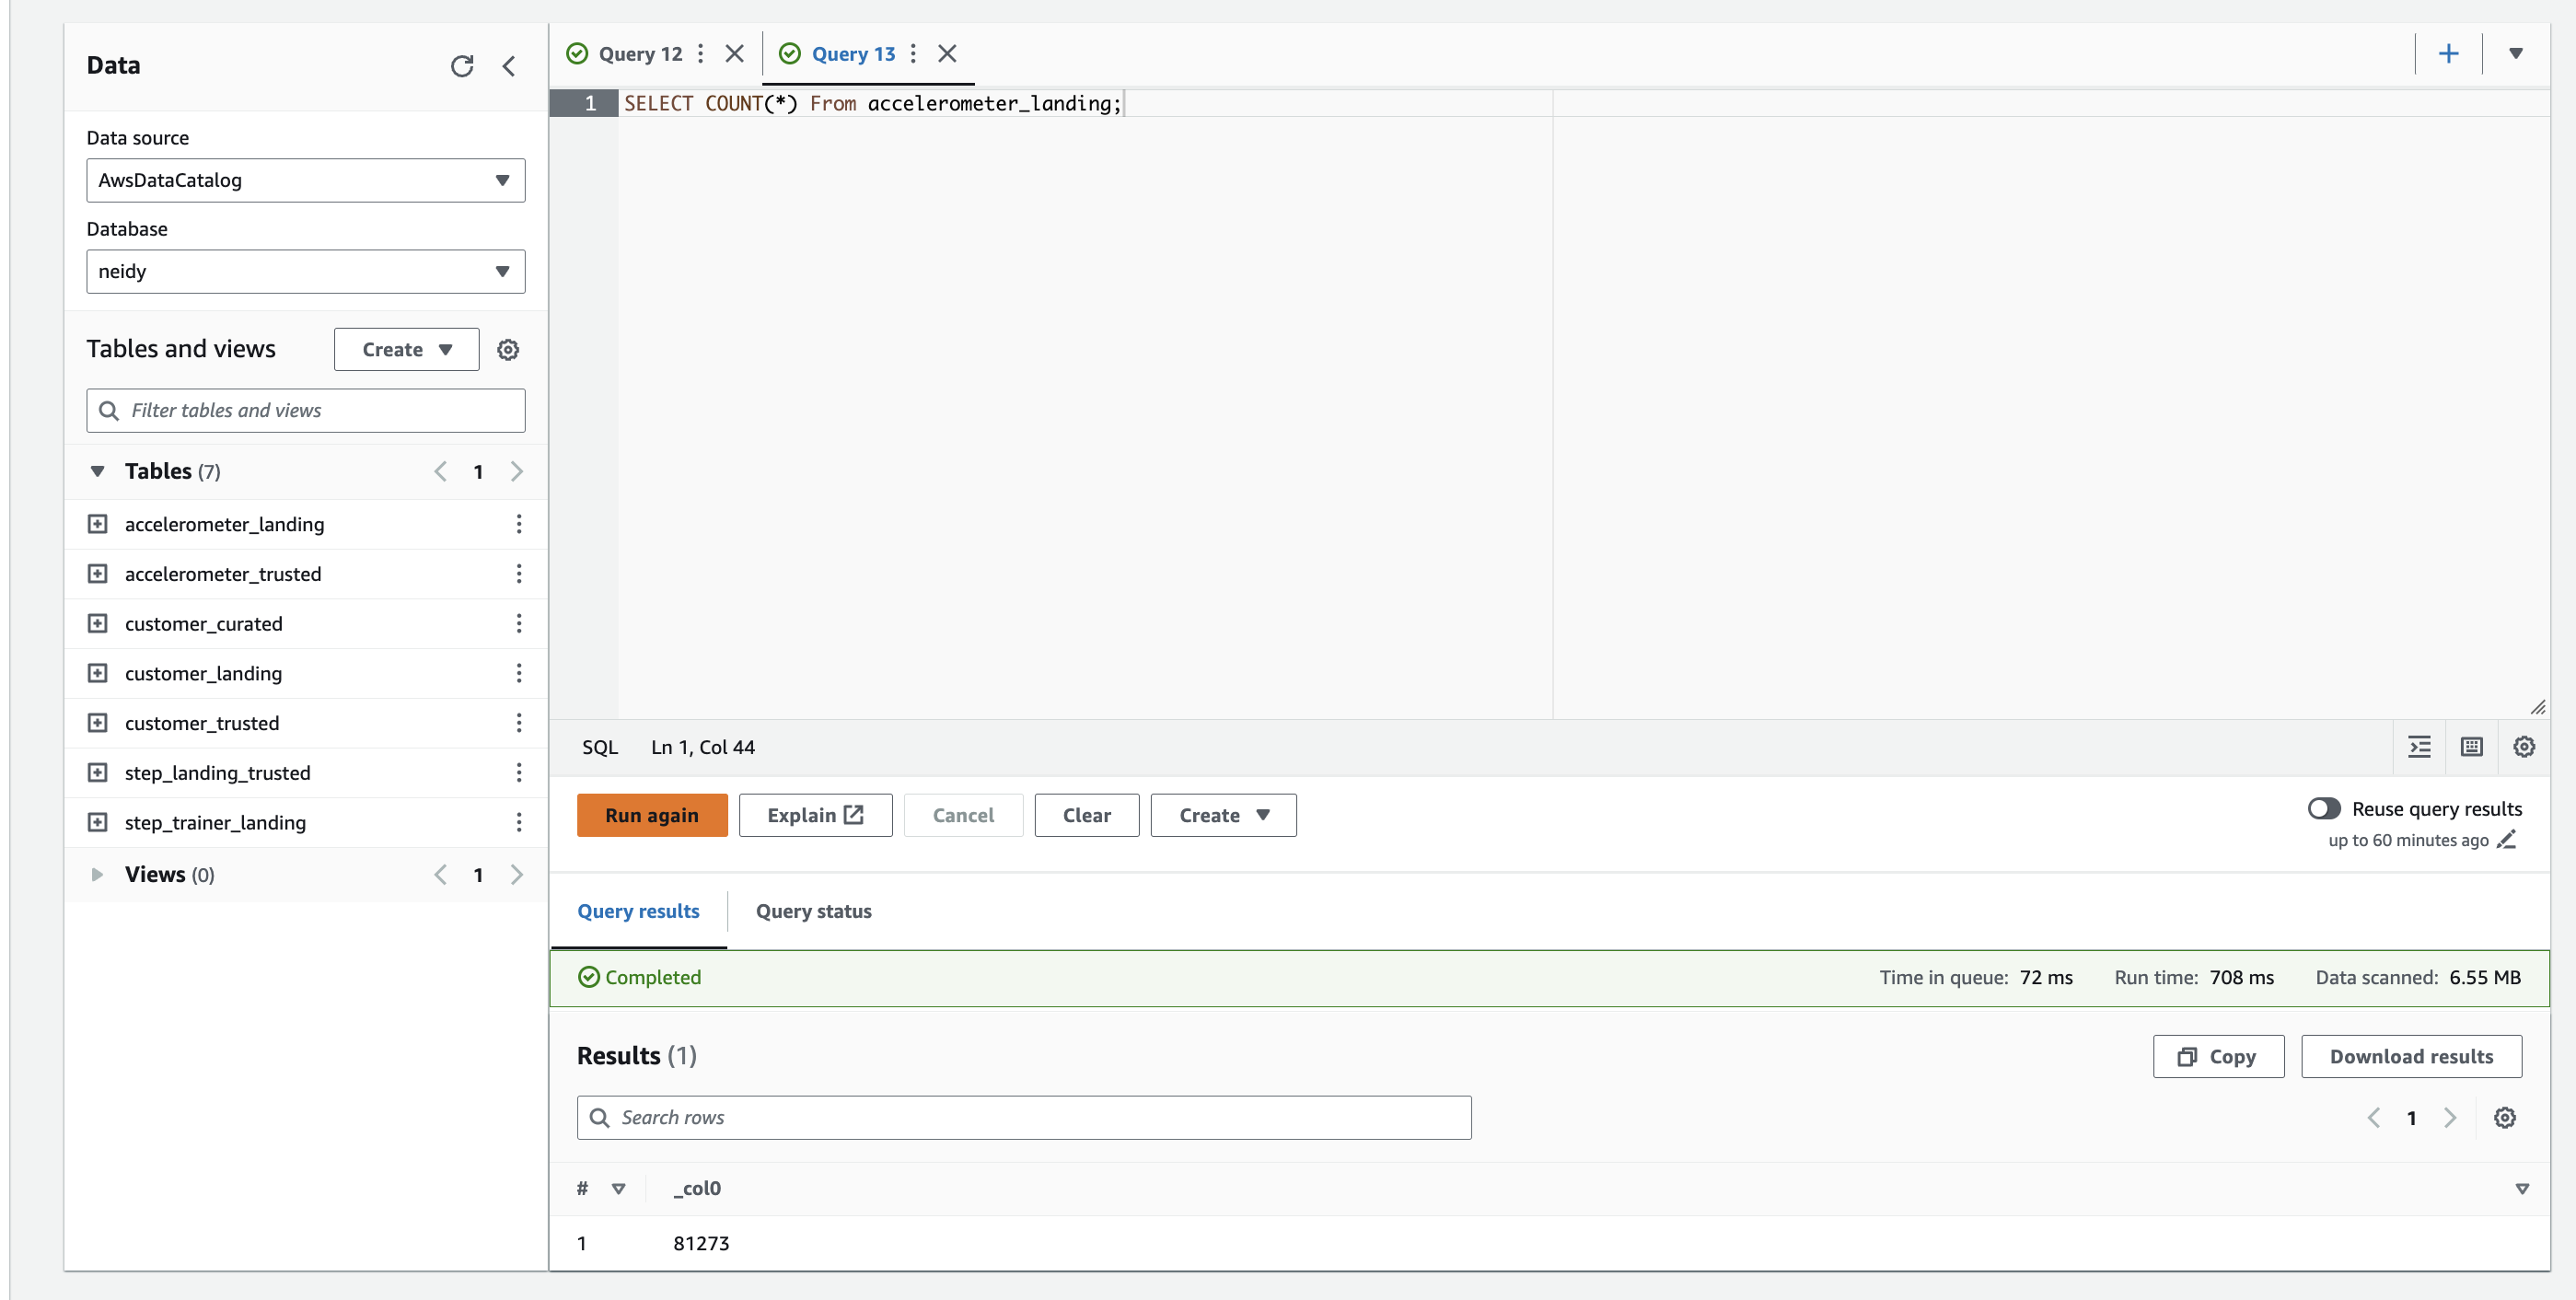 Data
Data source
AwsDataCatalog
Database
neidy
Tables and views
Create
Filter tables and views
Tables (7)
1
accelerometer_landing
accelerometer_trusted
customer_curated
customer_landing
customer_trusted
step_landing_trusted
step_trainer_landing
Views (0)
1
Query 12
Query 13
1 SELECT COUNT(*) From accelerometer_landing;
SQL Ln 1, Col 44
Run again
Explain
Cancel
Clear
Create
Reuse query results
up to 60 minutes ago
Query results
Query status
Completed
Time in queue: 72 ms
Run time: 708 ms
Data scanned: 6.55 MB
Results (1)
Copy
Download results
Search rows
1
# _col0
1 81273